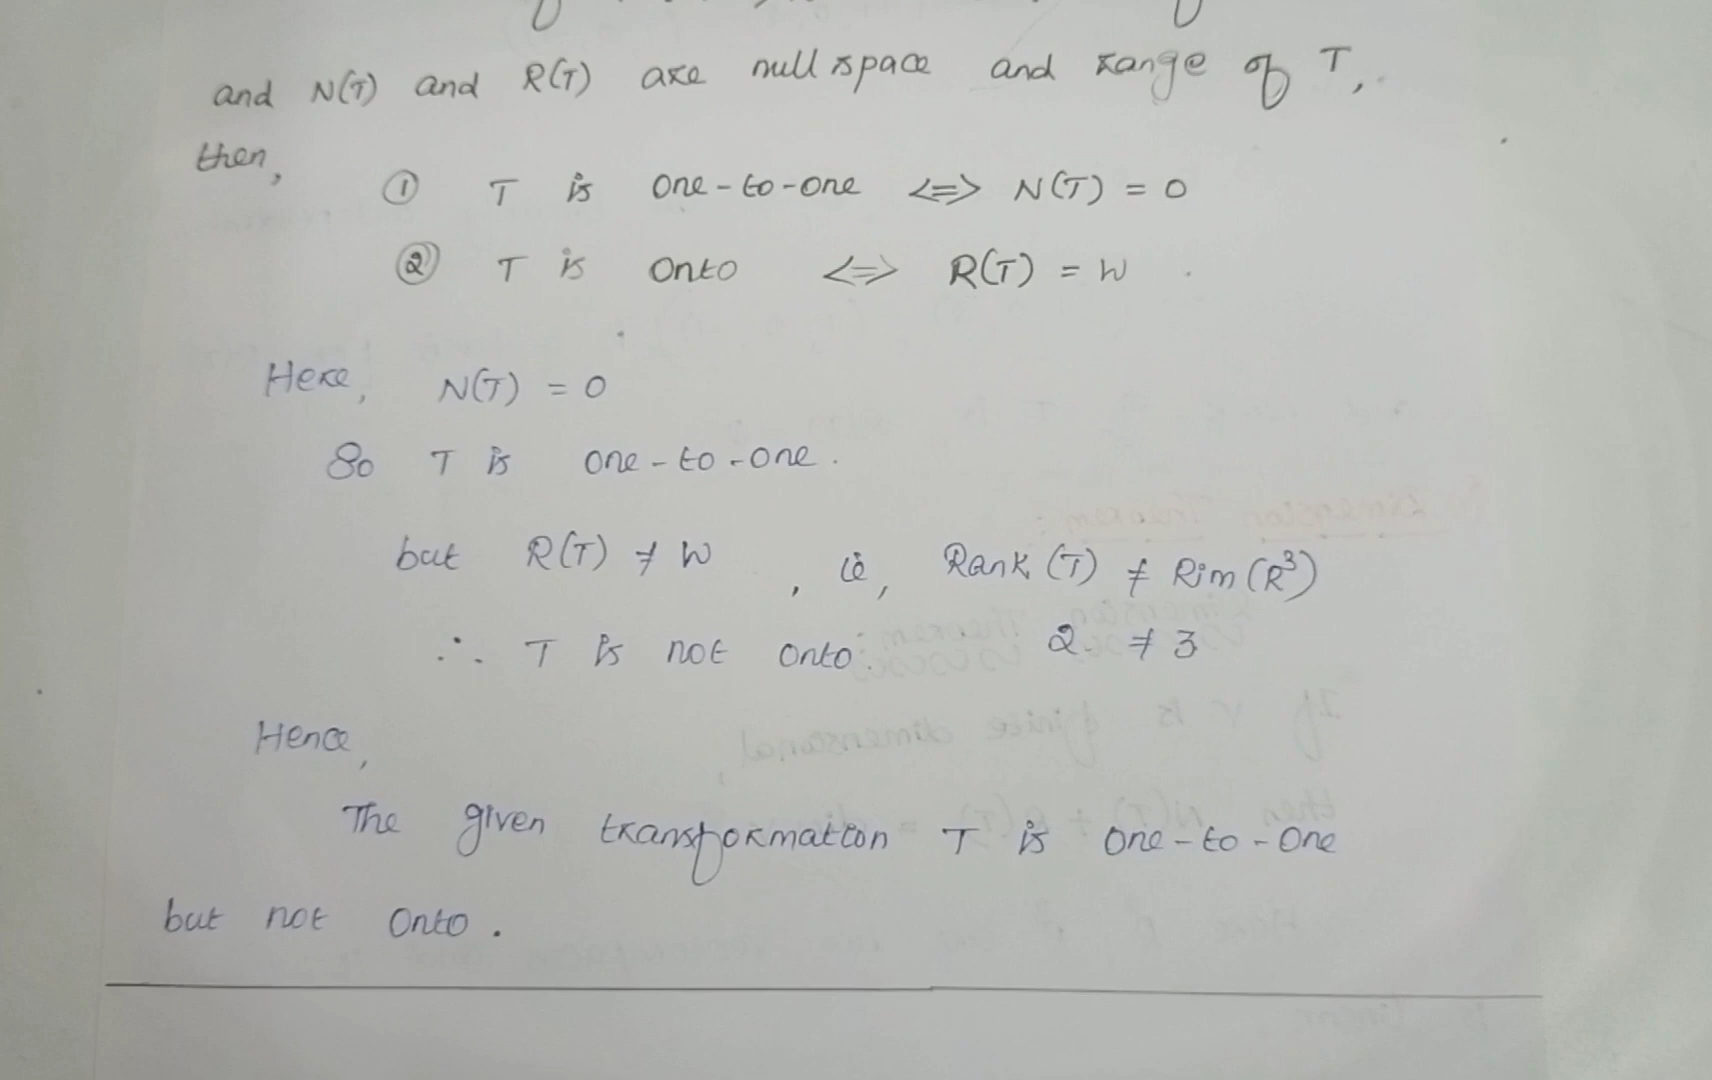 and N(T) and R(T) are null space and range of T,
then,
① T is one-to-one <=> N(T) = 0
② T is Onto <=> R(T) = W
Here, N(T) = 0
So T is one-to-one.
but R(T) ≠ W , ie, Rank (T) ≠ Rim (R³)
∴ T is not onto. 2 ≠ 3
Hence,
The given transformation T is one-to-one
but not Onto.